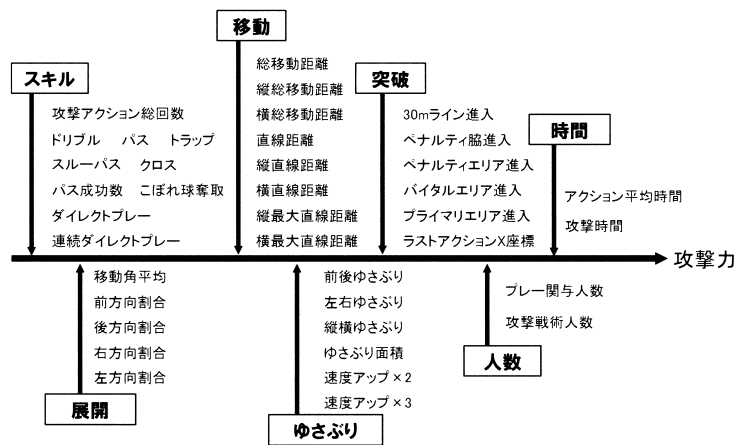 スキル
攻撃アクション総回数
ドリブル パス トラップ
スルーパス クロス
パス成功数 こぼれ球奪取
ダイレクトプレー
連続ダイレクトプレー
移動
総移動距離
縦総移動距離
横総移動距離
直線距離
縦直線距離
横直線距離
縦最大直線距離
横最大直線距離
突破
30mライン進入
ペナルティ脇進入
ペナルティエリア進入
バイタルエリア進入
プライマリエリア進入
ラストアクションX座標
時間
アクション平均時間
攻撃時間
攻撃力
移動角平均
前方向割合
後方向割合
右方向割合
左方向割合
展開
前後ゆさぶり
左右ゆさぶり
縦横ゆさぶり
ゆさぶり面積
速度アップ×2
速度アップ×3
ゆさぶり
プレー関与人数
攻撃戦術人数
人数